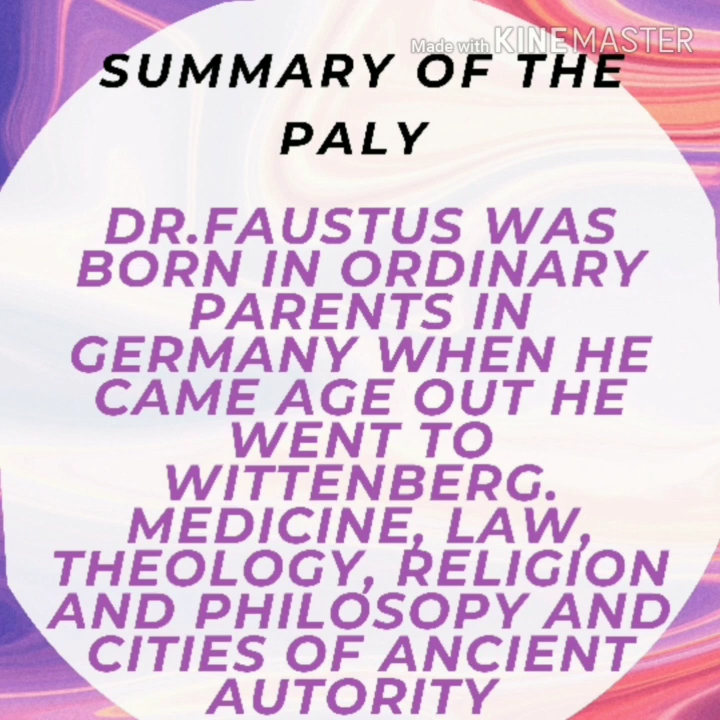 Made with KINEMASTER
SUMMARY OF THE
PALY
DR.FAUSTUS WAS
BORN IN ORDINARY
PARENTS IN
GERMANY WHEN HE
CAME AGE OUT HE
WENT TO
WITTENBERG.
MEDICINE, LAW,
THEOLOGY, RELIGION
AND PHILOSOPY AND
CITIES OF ANCIENT
AUTORITY